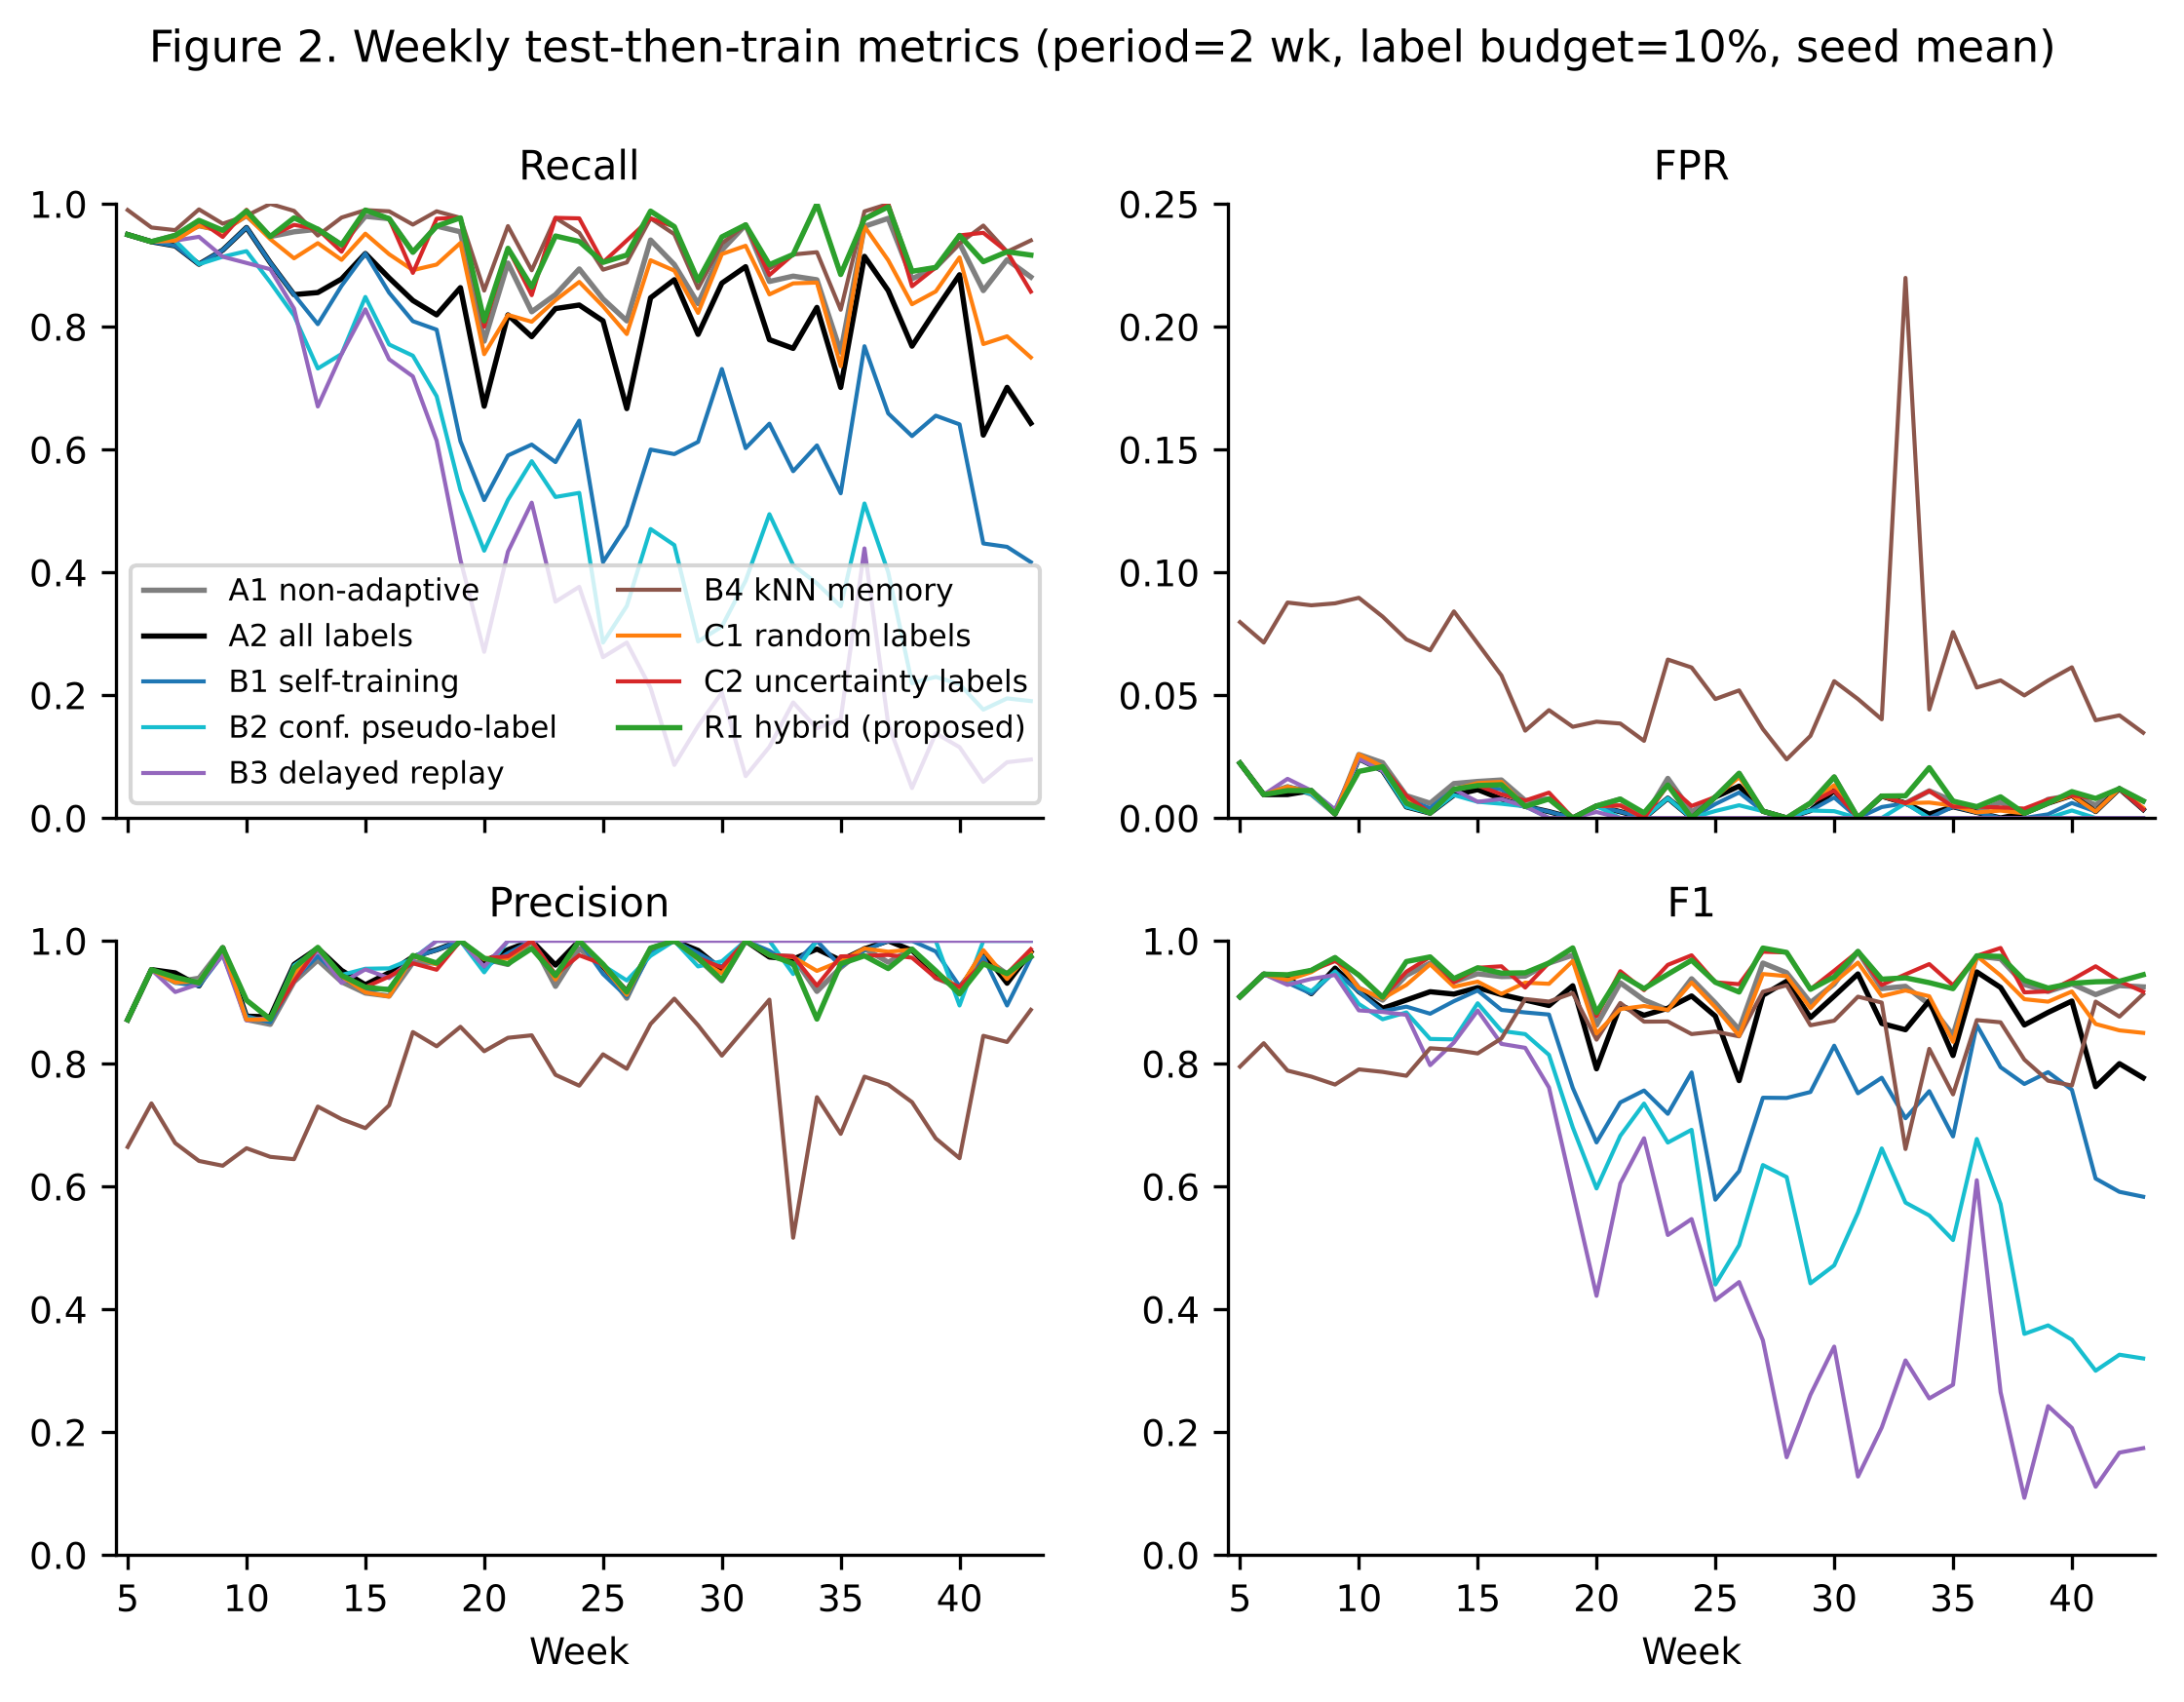 Figure 2. Weekly test-then-train metrics (period=2 wk, label budget=10%, seed mean)
Recall
1.0
0.8
0.6
0.4
0.2
0.0
A1 non-adaptive
A2 all labels
B1 self-training
B2 conf. pseudo-label
B3 delayed replay
B4 kNN memory
C1 random labels
C2 uncertainty labels
R1 hybrid (proposed)
FPR
0.25
0.20
0.15
0.10
0.05
0.00
Precision
1.0
0.8
0.6
0.4
0.2
0.0
5 10 15 20 25 30 35 40
Week
F1
1.0
0.8
0.6
0.4
0.2
0.0
5 10 15 20 25 30 35 40
Week